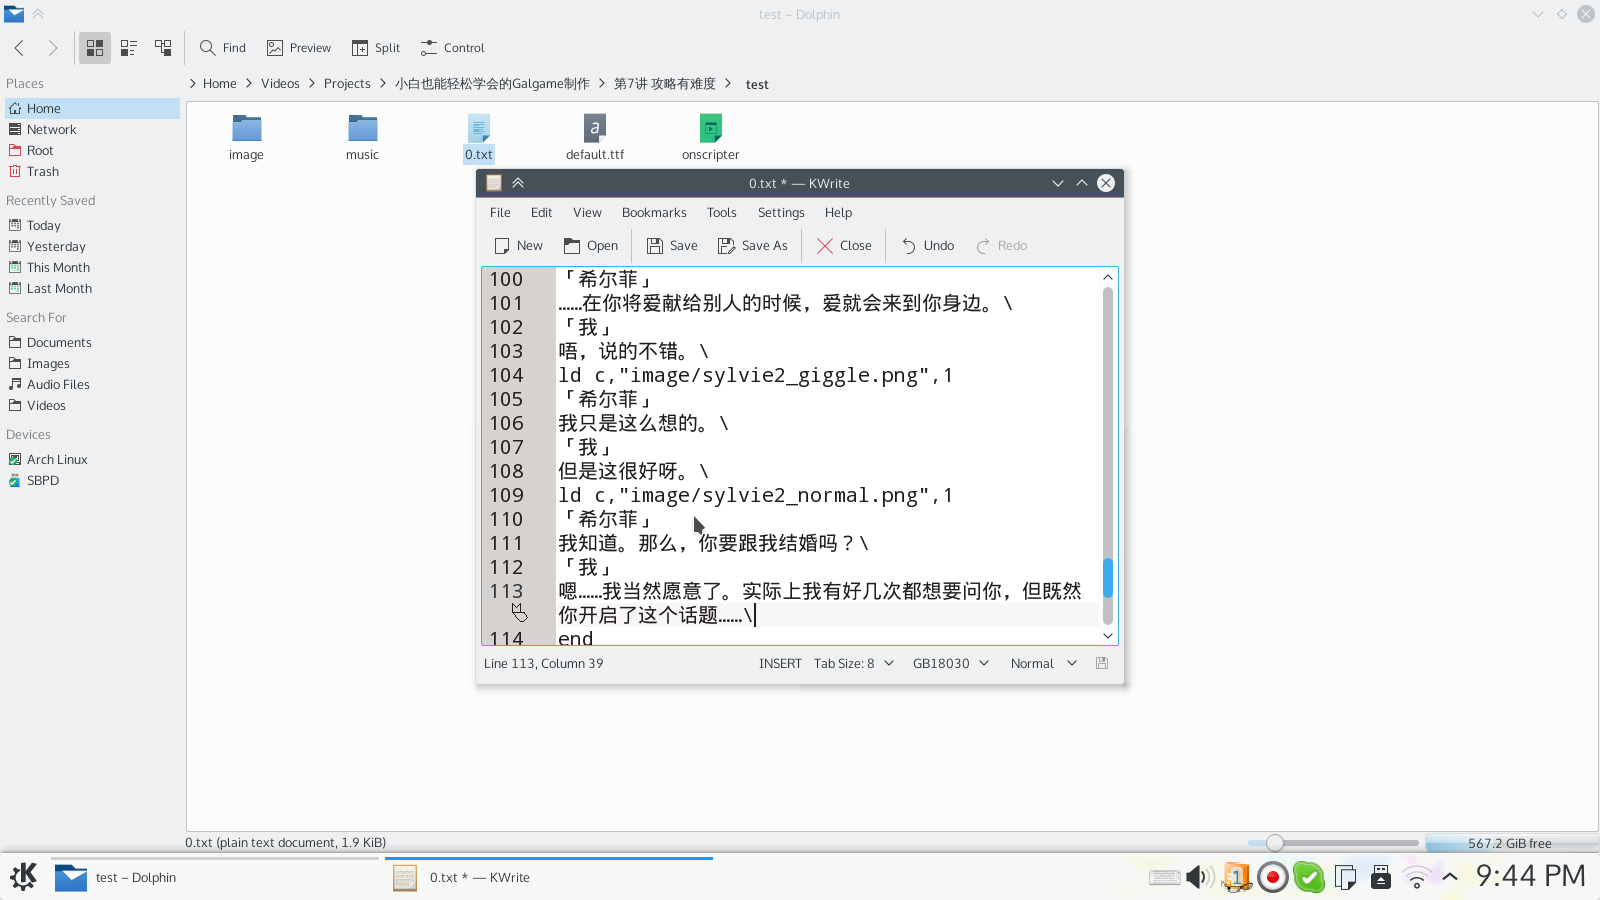 test – Dolphin
Find
Preview
Split
Control
Places
Home
Network
Root
Trash
Recently Saved
Today
Yesterday
This Month
Last Month
Search For
Documents
Images
Audio Files
Videos
Devices
Arch Linux
SBPD
Home Videos Projects 小白也能轻松学会的Galgame制作 第7讲 攻略有难度 test
image
music
0.txt
default.ttf
onscripter
0.txt * — KWrite
File Edit View Bookmarks Tools Settings Help
New Open Save Save As Close Undo Redo
100 「希尔菲」
101 ……在你将爱献给别人的时候，爱就会来到你身边。\
102 「我」
103 唔，说的不错。\
104 ld c,"image/sylvie2_giggle.png",1
105 「希尔菲」
106 我只是这么想的。\
107 「我」
108 但是这很好呀。\
109 ld c,"image/sylvie2_normal.png",1
110 「希尔菲」
111 我知道。那么，你要跟我结婚吗？\
112 「我」
113 嗯……我当然愿意了。实际上我有好几次都想要问你，但既然
你开启了这个话题……\
114 end
Line 113, Column 39 INSERT Tab Size: 8 GB18030 Normal
0.txt (plain text document, 1.9 KiB)
567.2 GiB free
test – Dolphin
0.txt * — KWrite
1
9:44 PM